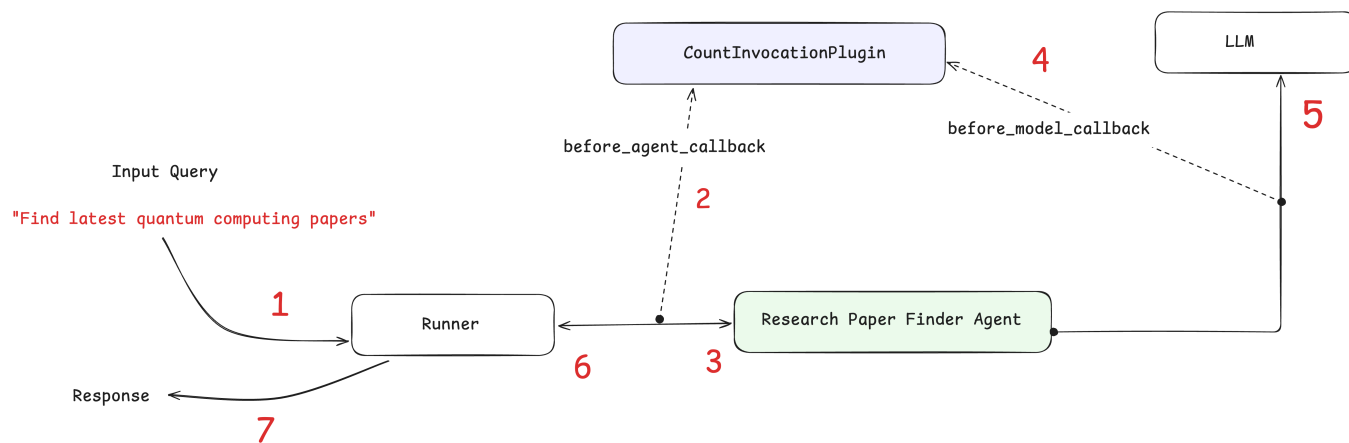 CountInvocationPlugin
4
LLM
5
before_model_callback
before_agent_callback
2
Input Query
"Find latest quantum computing papers"
1
Runner
Research Paper Finder Agent
6
3
Response
7